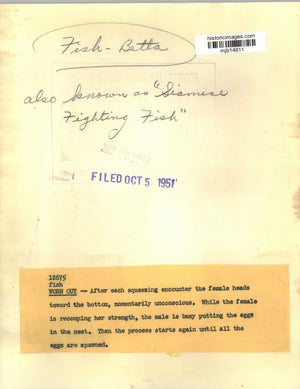 historicimages.com
mjb14811
Fish - Betta
also known as "Siamese
Fighting Fish"
FILED OCT 5 1951
12675
fish
WORN OUT -- After each squeezing encounter the female heads
toward the bottom, momentarily unconscious. While the female
is recouping her strength, the male is busy putting the eggs
in the nest. Then the process starts again until all the
eggs are spawned.